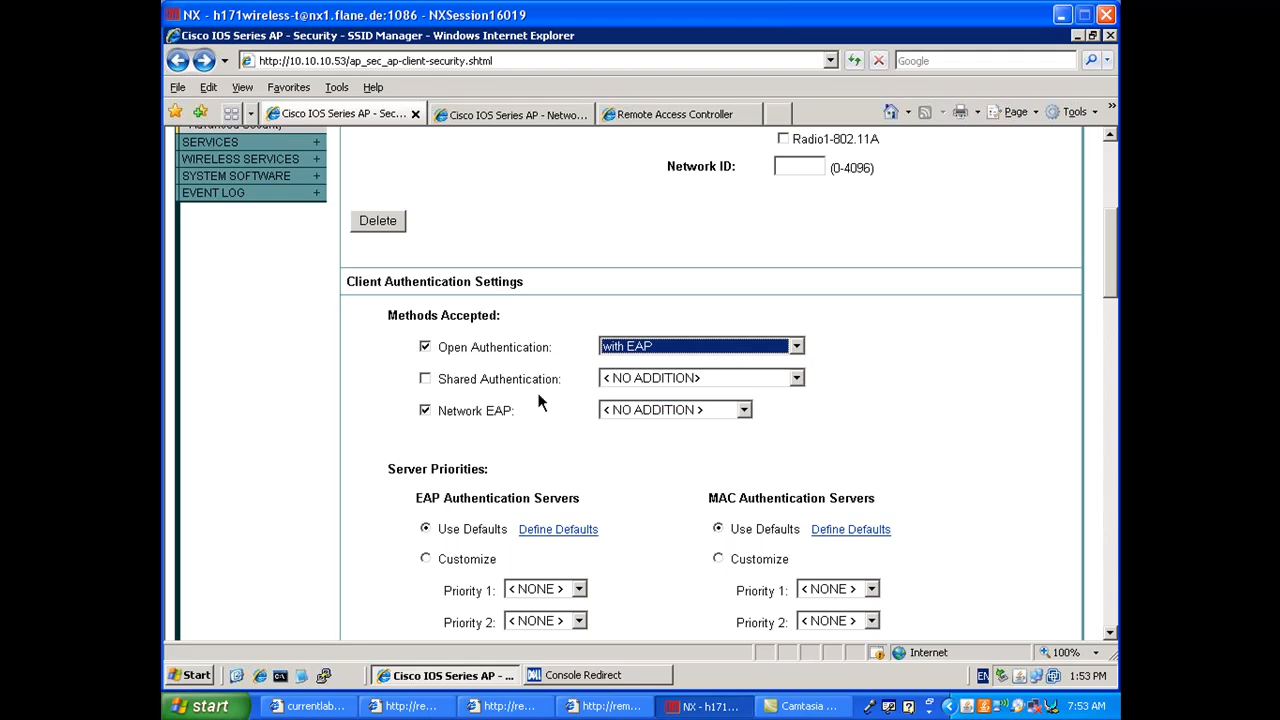 NX - h171wireless-t@nx1.flane.de:1086 - NXSession16019
Cisco IOS Series AP - Security - SSID Manager - Windows Internet Explorer
http://10.10.10.53/ap_sec_ap-client-security.shtml
Google
File Edit View Favorites Tools Help
Cisco IOS Series AP - Sec...
Cisco IOS Series AP - Netwo...
Remote Access Controller
Page Tools
Advanced Security
SERVICES +
WIRELESS SERVICES +
SYSTEM SOFTWARE +
EVENT LOG +
Radio1-802.11A
Network ID: (0-4096)
Delete
Client Authentication Settings
Methods Accepted:
Open Authentication: with EAP
Shared Authentication: < NO ADDITION>
Network EAP: < NO ADDITION >
Server Priorities:
EAP Authentication Servers
Use Defaults Define Defaults
Customize
Priority 1: < NONE >
Priority 2: < NONE >
MAC Authentication Servers
Use Defaults Define Defaults
Customize
Priority 1: < NONE >
Priority 2: < NONE >
Internet 100%
Start Cisco IOS Series AP - ... Console Redirect EN 1:53 PM
start currentlab... http://re... http://re... http://rem... NX - h171... Camtasia ... 7:53 AM